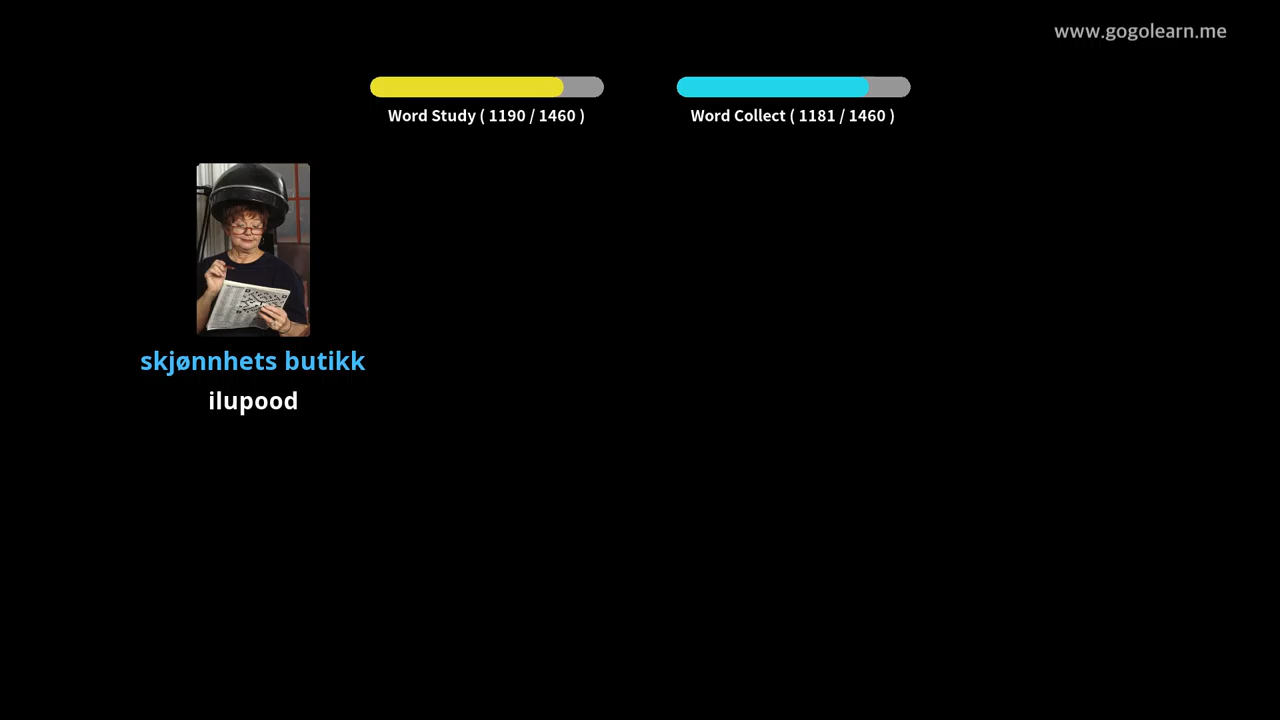 www.gogolearn.me
Word Study ( 1190 / 1460 )
Word Collect ( 1181 / 1460 )
skjønnhets butikk
ilupood